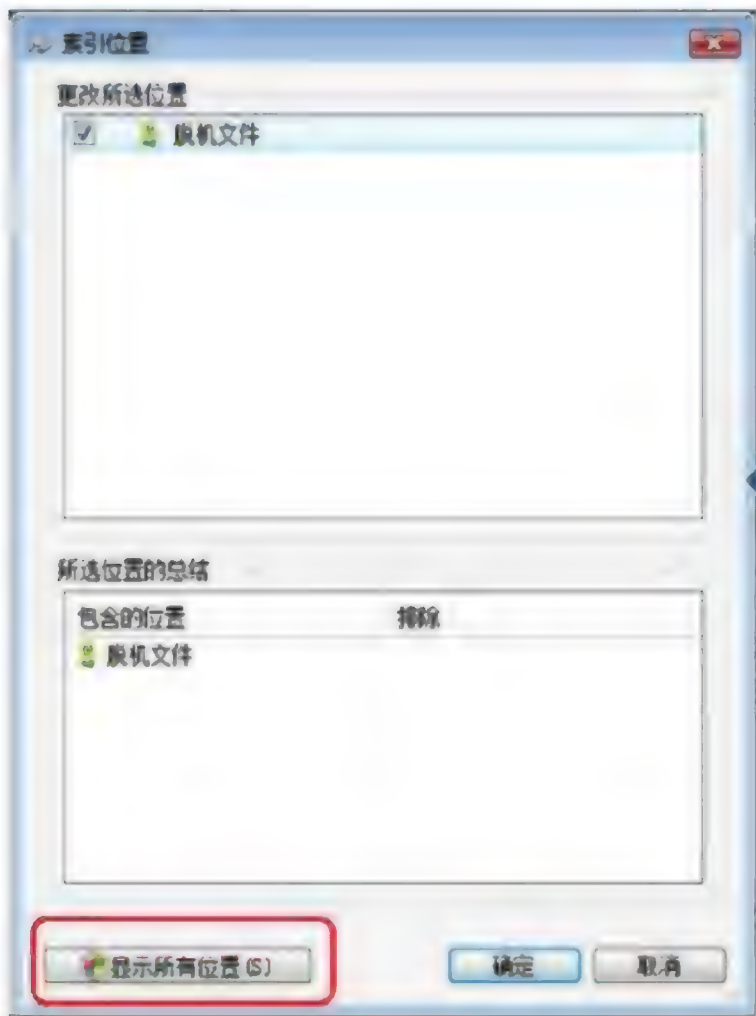 索引位置
更改所选位置
脱机文件
所选位置的总结
包含的位置 排除
脱机文件
显示所有位置(S)
确定 取消